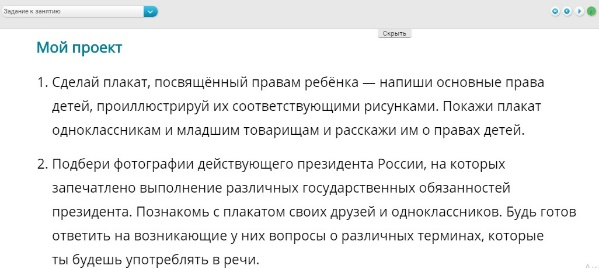 Задание к занятию
Скрыть
Мой проект
1. Сделай плакат, посвящённый правам ребёнка — напиши основные права
детей, проиллюстрируй их соответствующими рисунками. Покажи плакат
одноклассникам и младшим товарищам и расскажи им о правах детей.
2. Подбери фотографии действующего президента России, на которых
запечатлено выполнение различных государственных обязанностей
президента. Познакомь с плакатом своих друзей и одноклассников. Будь готов
ответить на возникающие у них вопросы о различных терминах, которые
ты будешь употреблять в речи.